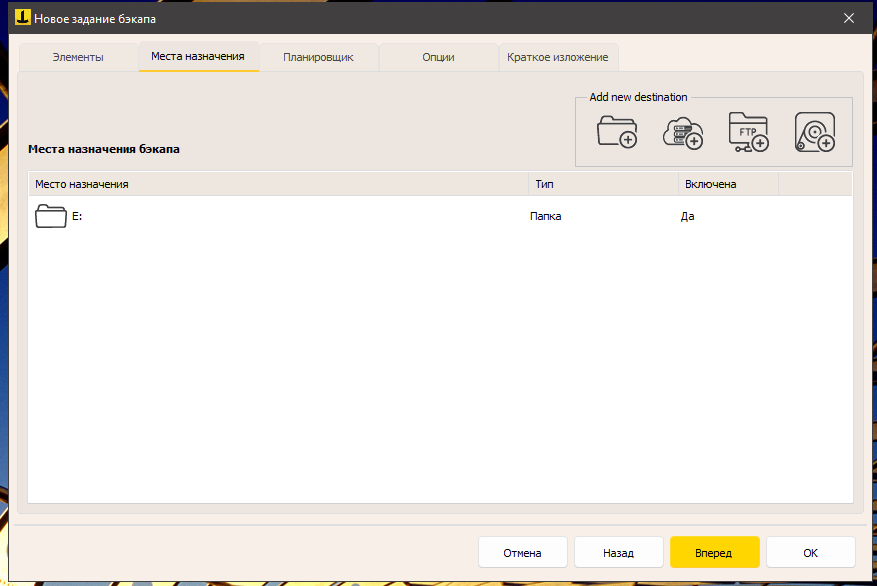 Новое задание бэкапа
Элементы Места назначения Планировщик Опции Краткое изложение
Add new destination
FTP
Места назначения бэкапа
Место назначения Тип Включена
E: Папка Да
Отмена Назад Вперед OK